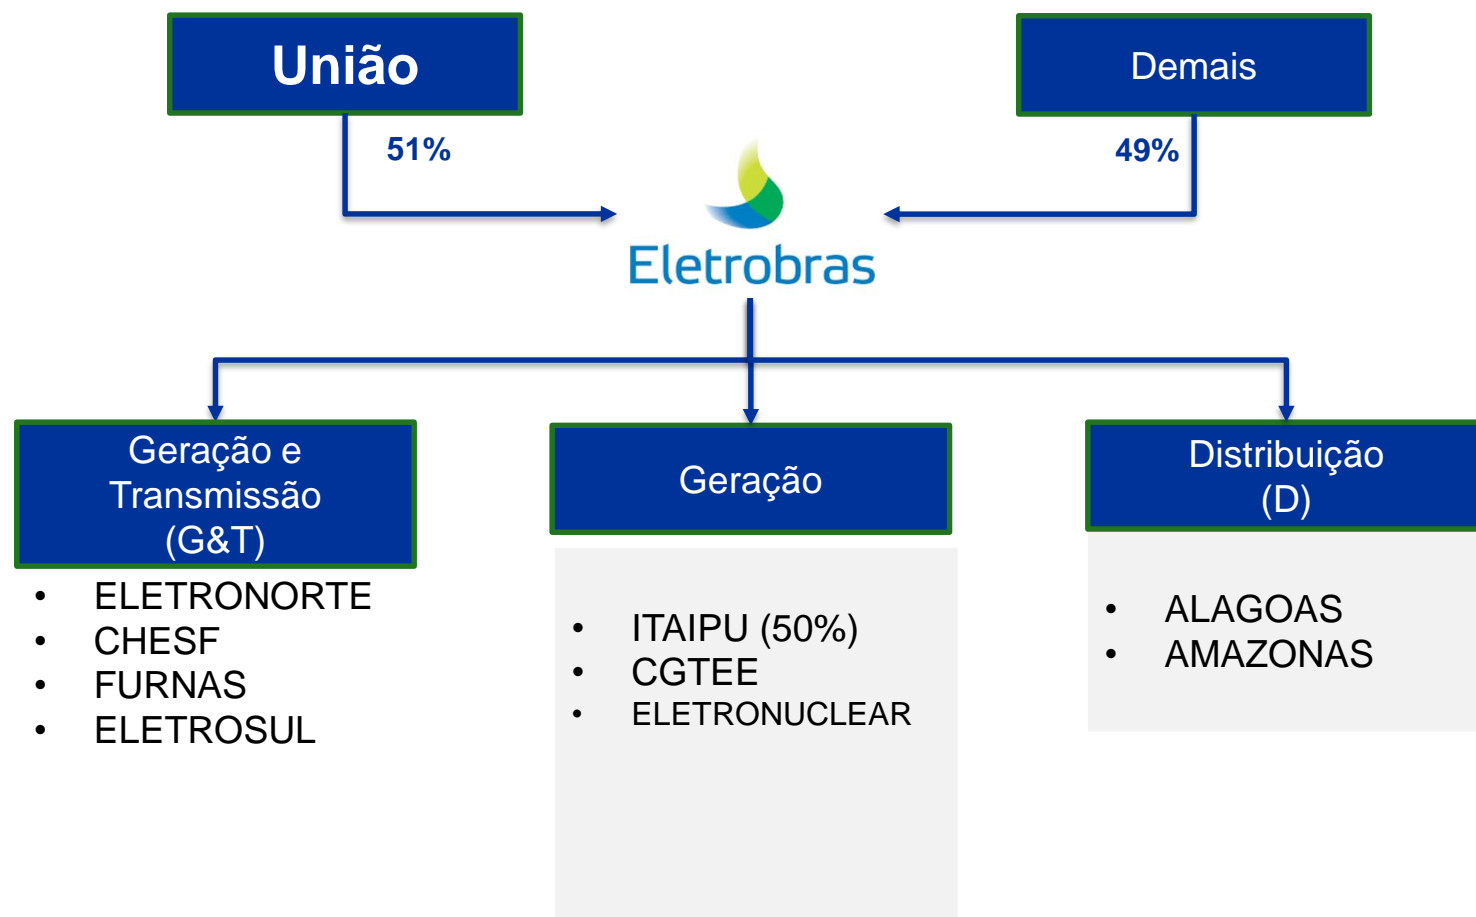 União
Demais
51%
49%
Eletrobras
Geração e
Transmissão
(G&T)
• ELETRONORTE
• CHESF
• FURNAS
• ELETROSUL
Geração
• ITAIPU (50%)
• CGTEE
• ELETRONUCLEAR
Distribuição
(D)
• ALAGOAS
• AMAZONAS